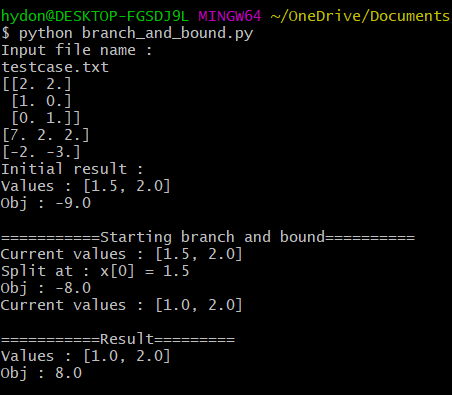 hydon@DESKTOP-FGSDJ9L MINGW64 ~/OneDrive/Documents
$ python branch_and_bound.py
Input file name :
testcase.txt
[[2. 2.]
 [1. 0.]
 [0. 1.]]
[7. 2. 2.]
[-2. -3.]
Initial result :
Values : [1.5, 2.0]
Obj : -9.0

===========Starting branch and bound==========
Current values : [1.5, 2.0]
Split at : x[0] = 1.5
Obj : -8.0
Current values : [1.0, 2.0]

===========Result=========
Values : [1.0, 2.0]
Obj : 8.0